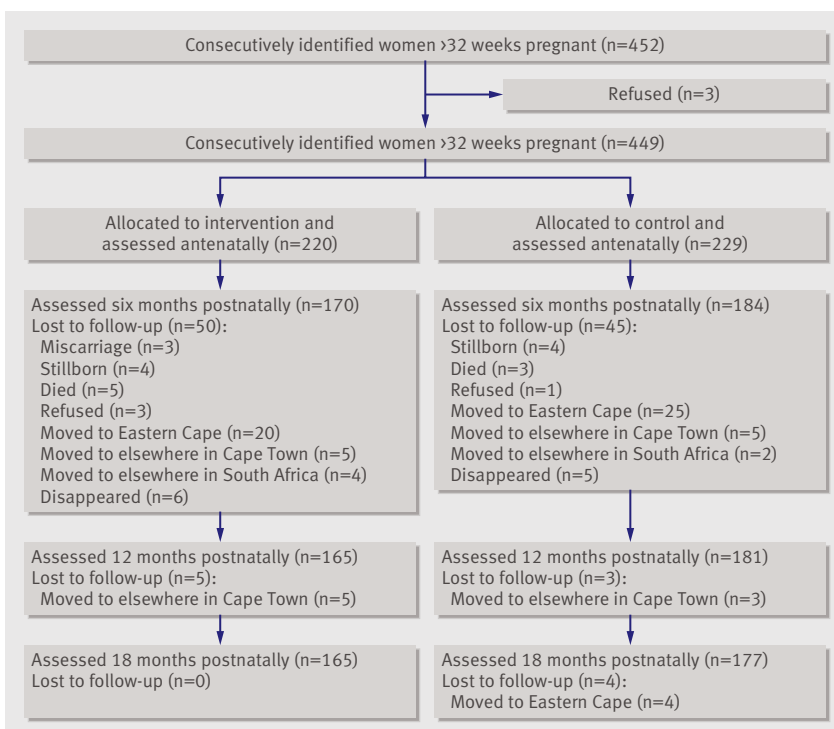 Consecutively identified women >32 weeks pregnant (n=452)
Refused (n=3)
Consecutively identified women >32 weeks pregnant (n=449)
Allocated to intervention and
assessed antenatally (n=220)
Allocated to control and
assessed antenatally (n=229)
Assessed six months postnatally (n=170)
Lost to follow-up (n=50):
Miscarriage (n=3)
Stillborn (n=4)
Died (n=5)
Refused (n=3)
Moved to Eastern Cape (n=20)
Moved to elsewhere in Cape Town (n=5)
Moved to elsewhere in South Africa (n=4)
Disappeared (n=6)
Assessed six months postnatally (n=184)
Lost to follow-up (n=45):
Stillborn (n=4)
Died (n=3)
Refused (n=1)
Moved to Eastern Cape (n=25)
Moved to elsewhere in Cape Town (n=5)
Moved to elsewhere in South Africa (n=2)
Disappeared (n=5)
Assessed 12 months postnatally (n=165)
Lost to follow-up (n=5):
Moved to elsewhere in Cape Town (n=5)
Assessed 12 months postnatally (n=181)
Lost to follow-up (n=3):
Moved to elsewhere in Cape Town (n=3)
Assessed 18 months postnatally (n=165)
Lost to follow-up (n=0)
Assessed 18 months postnatally (n=177)
Lost to follow-up (n=4):
Moved to Eastern Cape (n=4)